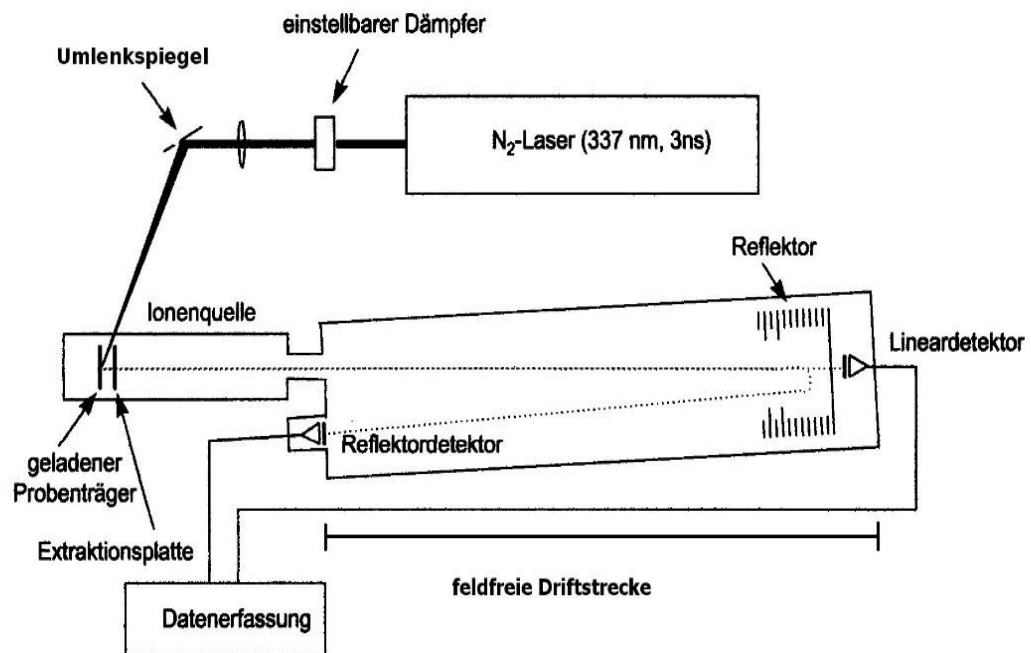 einstellbarer Dämpfer
Umlenkspiegel
N₂-Laser (337 nm, 3ns)
Reflektor
Ionenquelle
Lineardetektor
Reflektordetektor
geladener
Probenträger
Extraktionsplatte
feldfreie Driftstrecke
Datenerfassung